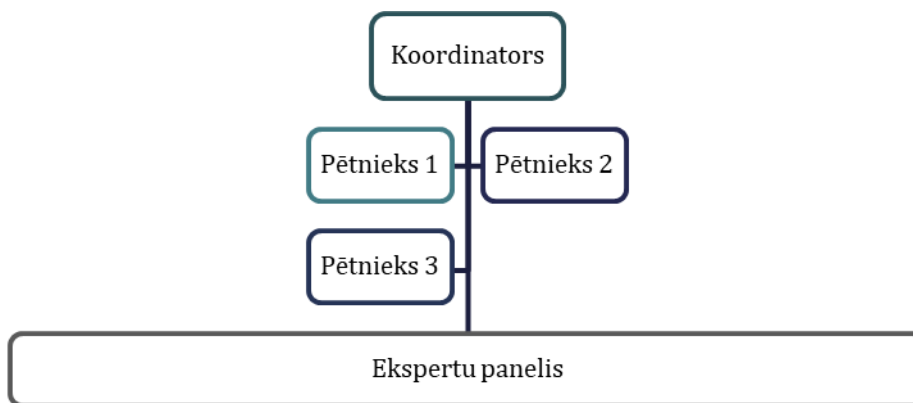 Koordinators
Pētnieks 1
Pētnieks 2
Pētnieks 3
Ekspertu panelis